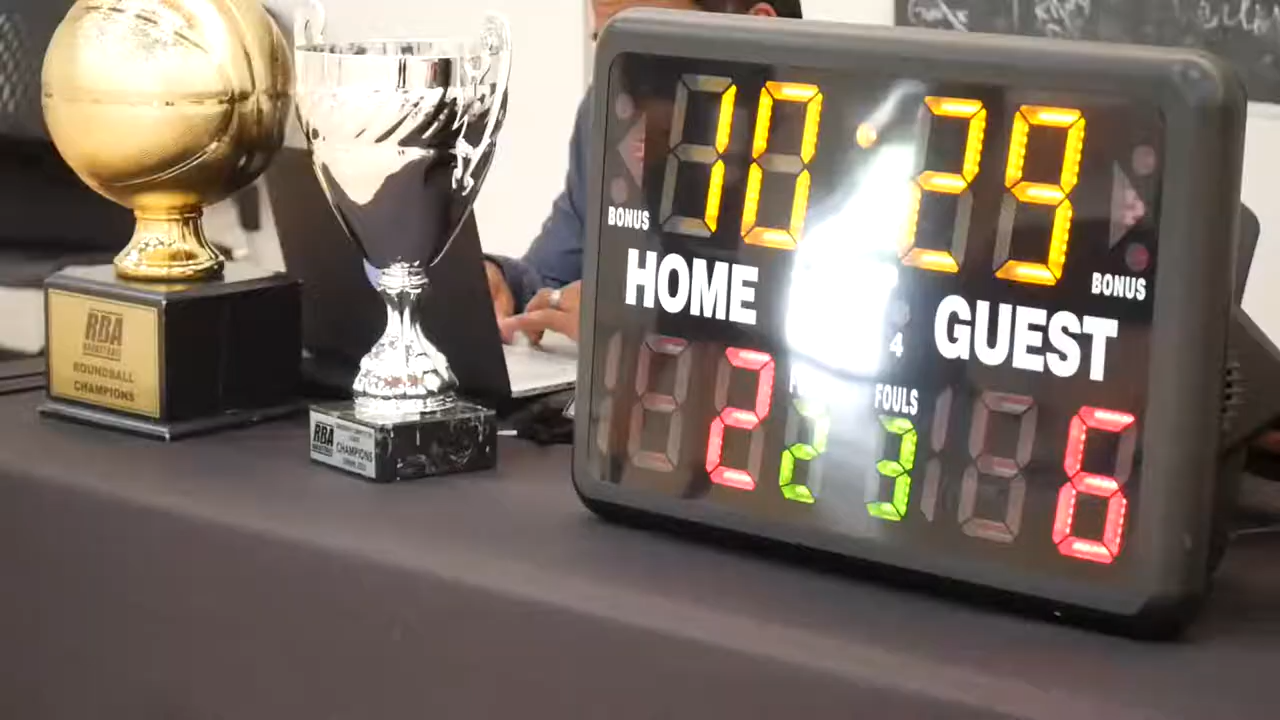 10:29
BONUS
BONUS
HOME
GUEST
4
FOULS
2
2
3
6
RBA
BASKETBALL
ROUNDBALL
CHAMPIONS
RBA
CHAMPIONS